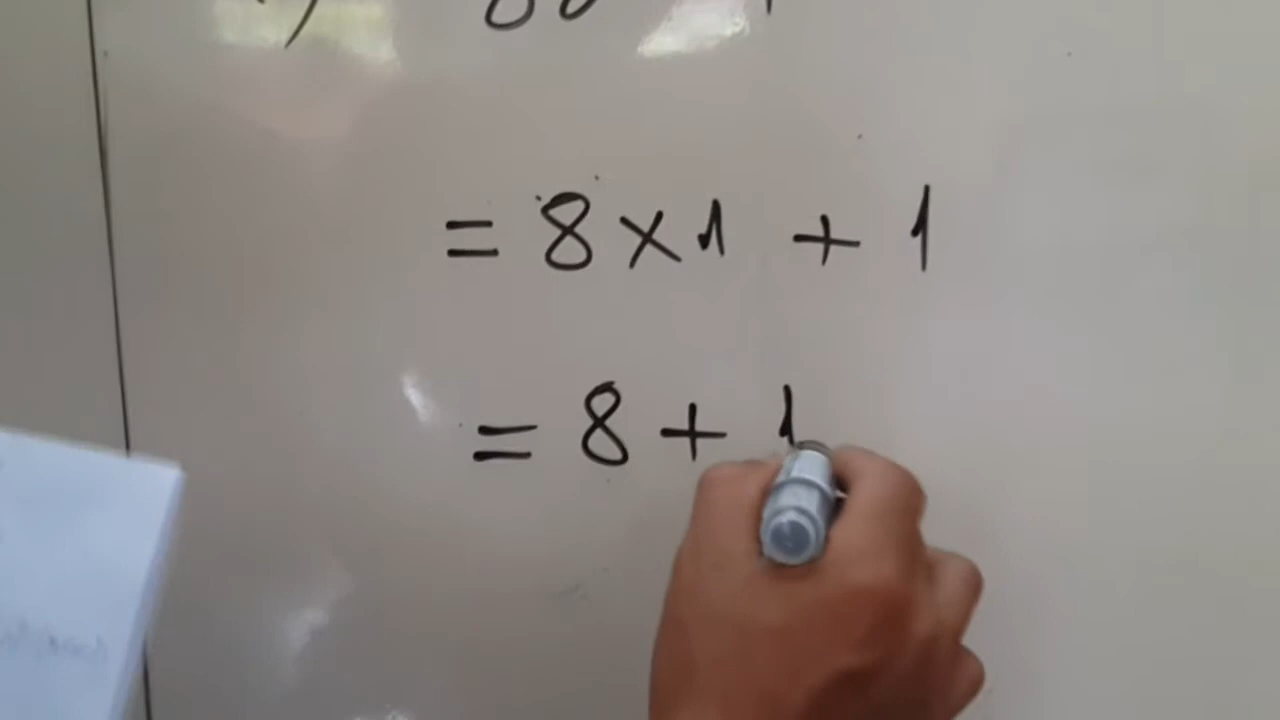 = 8 × 1 + 1
= 8 + 1